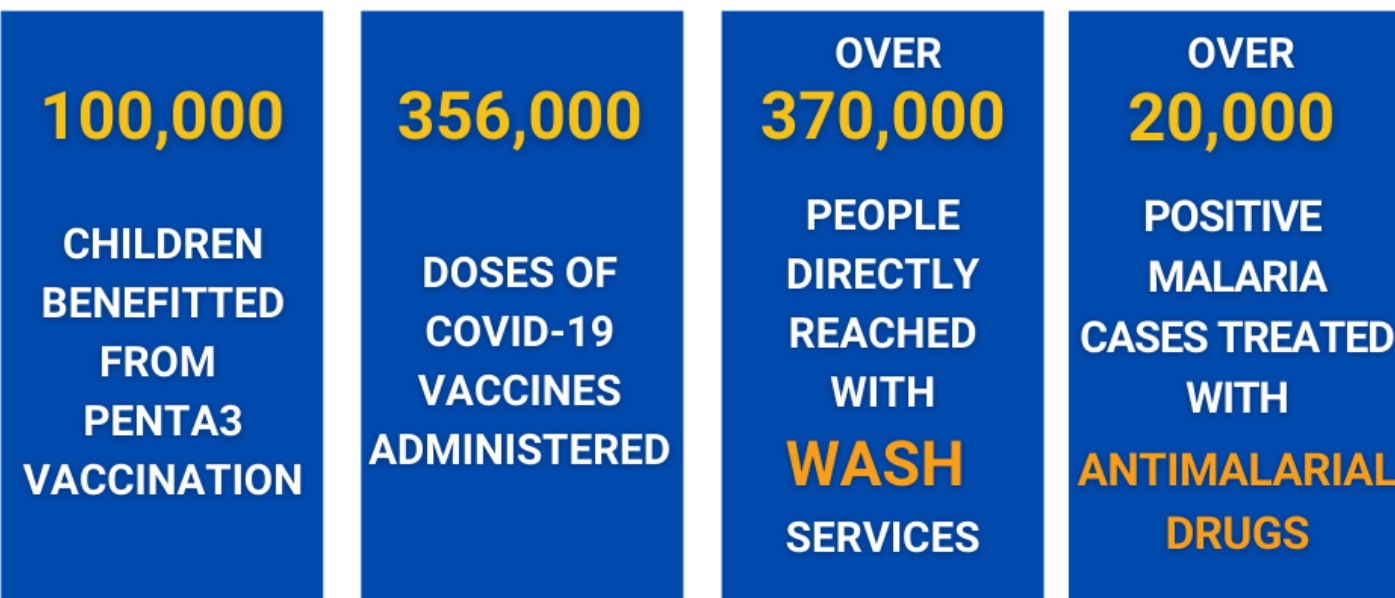 100,000
CHILDREN
BENEFITTED
FROM
PENTA3
VACCINATION
356,000
DOSES OF
COVID-19
VACCINES
ADMINISTERED
OVER
370,000
PEOPLE
DIRECTLY
REACHED
WITH
WASH
SERVICES
OVER
20,000
POSITIVE
MALARIA
CASES TREATED
WITH
ANTIMALARIAL
DRUGS